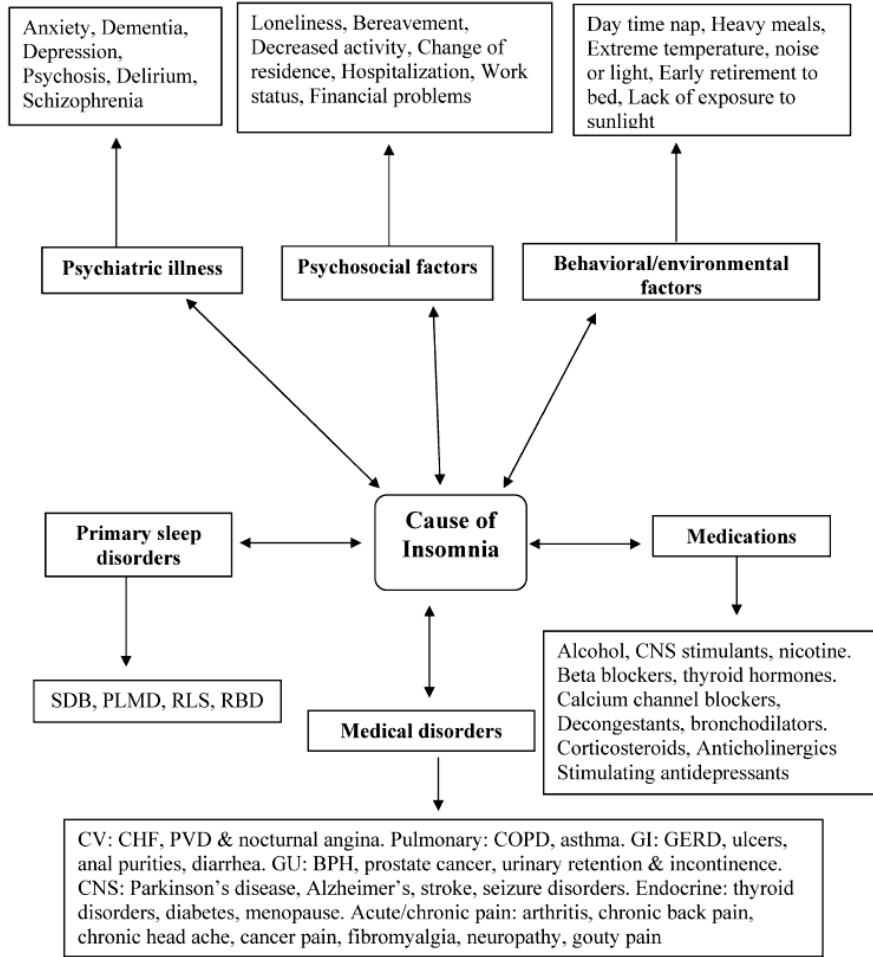 Anxiety, Dementia,
Depression,
Psychosis, Delirium,
Schizophrenia
Loneliness, Bereavement,
Decreased activity, Change of
residence, Hospitalization, Work
status, Financial problems
Day time nap, Heavy meals,
Extreme temperature, noise
or light, Early retirement to
bed, Lack of exposure to
sunlight
Psychiatric illness
Psychosocial factors
Behavioral/environmental
factors
Primary sleep
disorders
Cause of
Insomnia
Medications
SDB, PLMD, RLS, RBD
Alcohol, CNS stimulants, nicotine.
Beta blockers, thyroid hormones.
Calcium channel blockers,
Decongestants, bronchodilators.
Corticosteroids, Anticholinergics
Stimulating antidepressants
Medical disorders
CV: CHF, PVD & nocturnal angina. Pulmonary: COPD, asthma. GI: GERD, ulcers,
anal purities, diarrhea. GU: BPH, prostate cancer, urinary retention & incontinence.
CNS: Parkinson's disease, Alzheimer's, stroke, seizure disorders. Endocrine: thyroid
disorders, diabetes, menopause. Acute/chronic pain: arthritis, chronic back pain,
chronic head ache, cancer pain, fibromyalgia, neuropathy, gouty pain